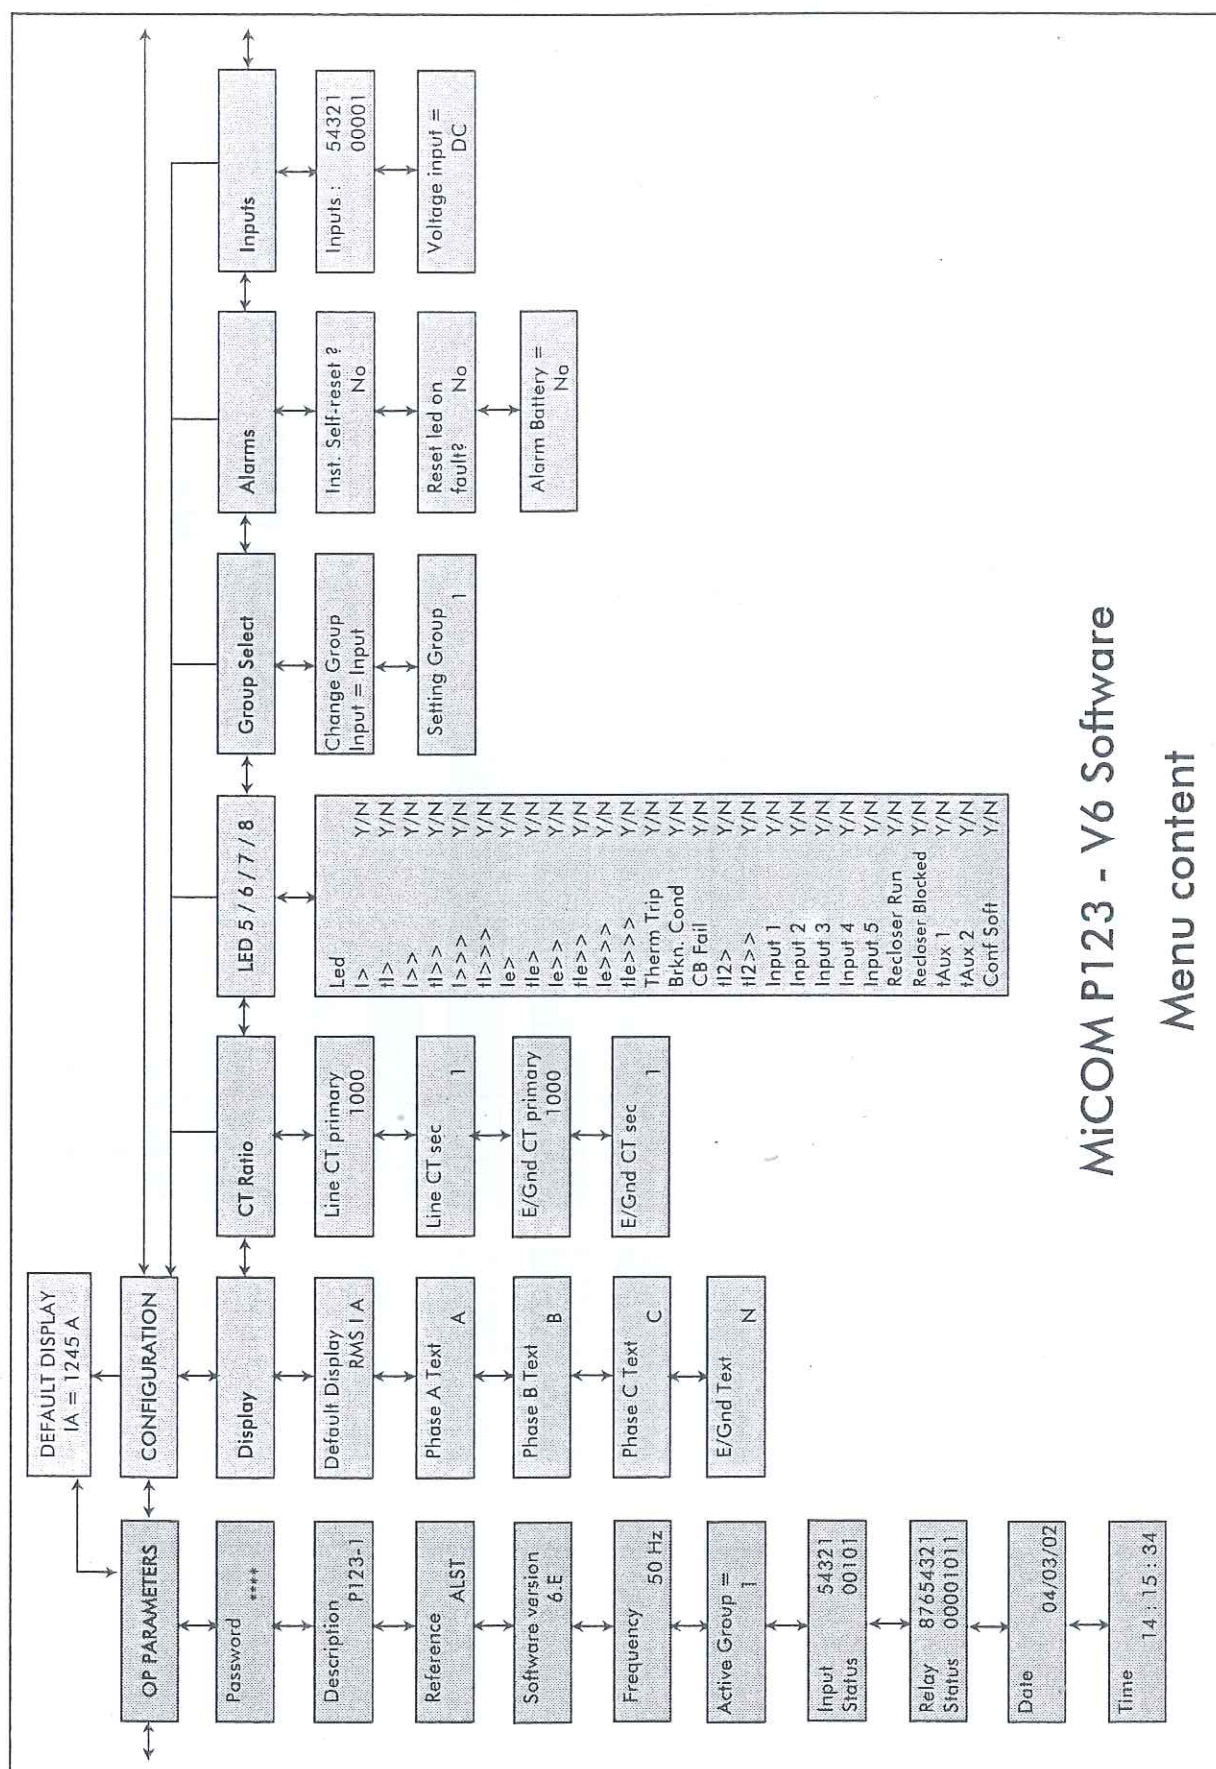 DEFAULT DISPLAY
IA = 1245 A
OP PARAMETERS
Password
****
Description
P123-1
Reference
ALST
Software version
6.E
Frequency
50 Hz
Active Group =
1
Input 54321
Status 00101
Relay 87654321
Status 00001011
Date
04/03/02
Time
14 : 15 : 34
CONFIGURATION
Display
Default Display
RMS I A
Phase A Text
A
Phase B Text
B
Phase C Text
C
E/Gnd Text
N
CT Ratio
Line CT primary
1000
Line CT sec
1
E/Gnd CT primary
1000
E/Gnd CT sec
1
LED 5 / 6 / 7 / 8
Led
I> Y/N
tI> Y/N
I>> Y/N
tI>> Y/N
I>>> Y/N
tI>>> Y/N
Ie> Y/N
tIe> Y/N
Ie>> Y/N
tIe>> Y/N
Ie>>> Y/N
tIe>>> Y/N
Therm Trip Y/N
Brkn. Cond Y/N
CB Fail Y/N
tI2> Y/N
tI2>> Y/N
Input 1 Y/N
Input 2 Y/N
Input 3 Y/N
Input 4 Y/N
Input 5 Y/N
Recloser Run Y/N
Recloser Blocked Y/N
tAux 1 Y/N
tAux 2 Y/N
Conf Soft Y/N
Group Select
Change Group
Input = Input
Setting Group
1
Alarms
Inst. Self-reset ?
No
Reset led on
fault? No
Alarm Battery =
No
Inputs
Inputs : 54321
00001
Voltage input =
DC
MiCOM P123 - V6 Software
Menu content